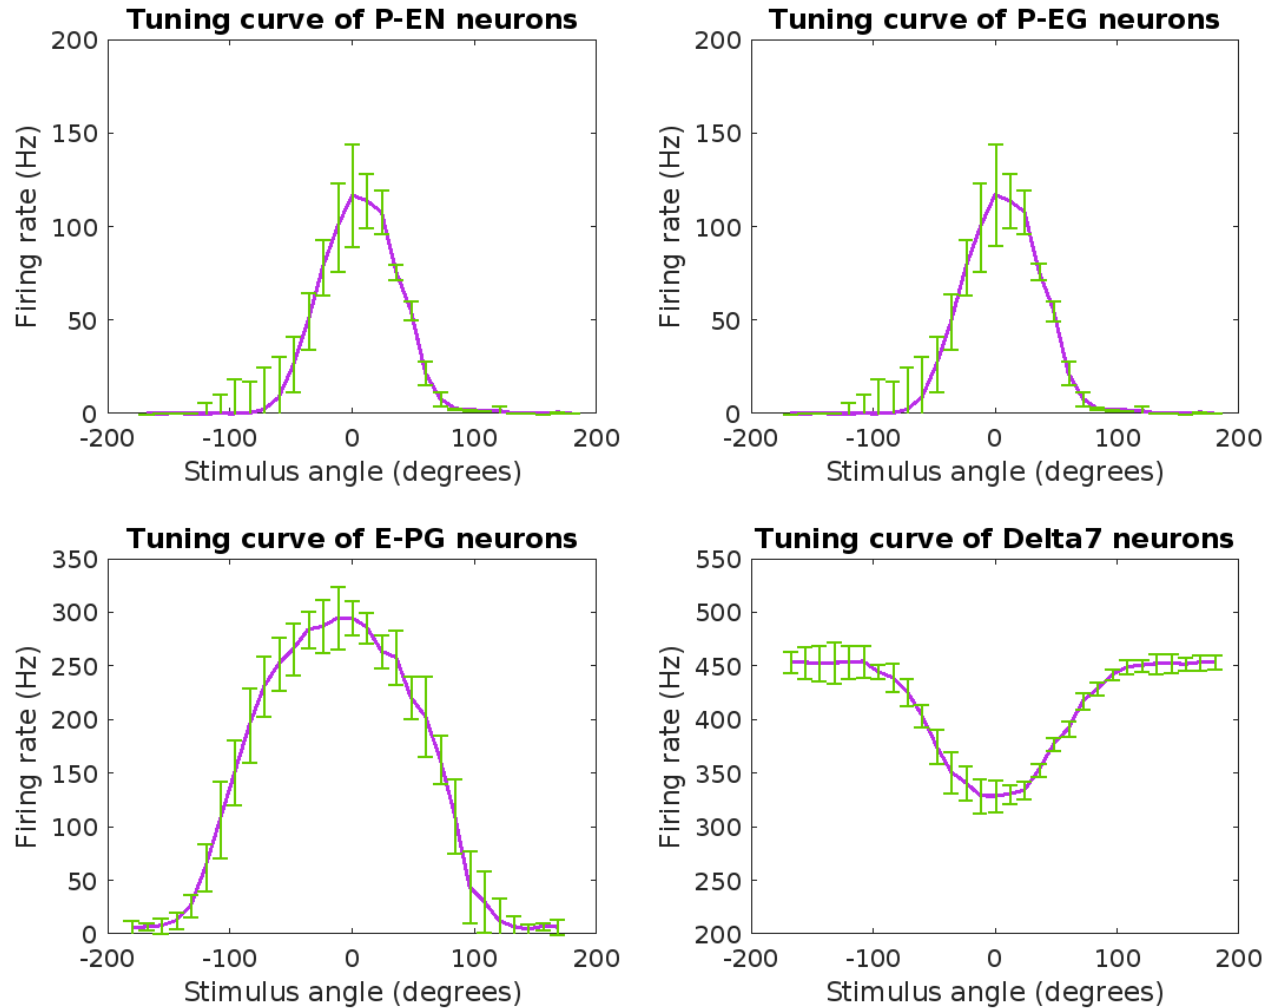 Tuning curve of P-EN neurons
200
150
100
50
0
-200 -100 0 100 200
Firing rate (Hz)
Stimulus angle (degrees)
Tuning curve of P-EG neurons
200
150
100
50
0
-200 -100 0 100 200
Firing rate (Hz)
Stimulus angle (degrees)
Tuning curve of E-PG neurons
350
300
250
200
150
100
50
0
-200 -100 0 100 200
Firing rate (Hz)
Stimulus angle (degrees)
Tuning curve of Delta7 neurons
550
500
450
400
350
300
250
200
-200 -100 0 100 200
Firing rate (Hz)
Stimulus angle (degrees)